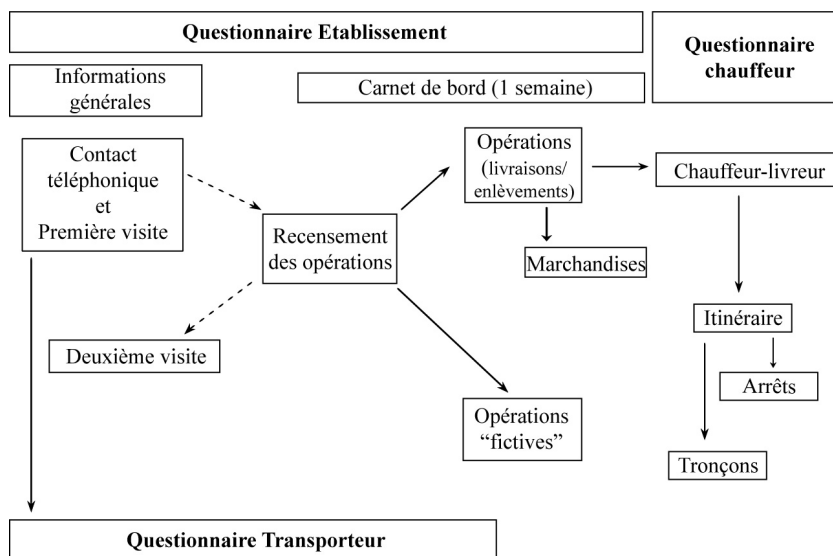 Questionnaire Etablissement
Questionnaire
chauffeur
Informations
générales
Carnet de bord (1 semaine)
Contact
téléphonique
et
Première visite
Opérations
(livraisons/
enlèvements)
Chauffeur-livreur
Recensement
des opérations
Marchandises
Itinéraire
Deuxième visite
Arrêts
Opérations
“fictives”
Tronçons
Questionnaire Transporteur